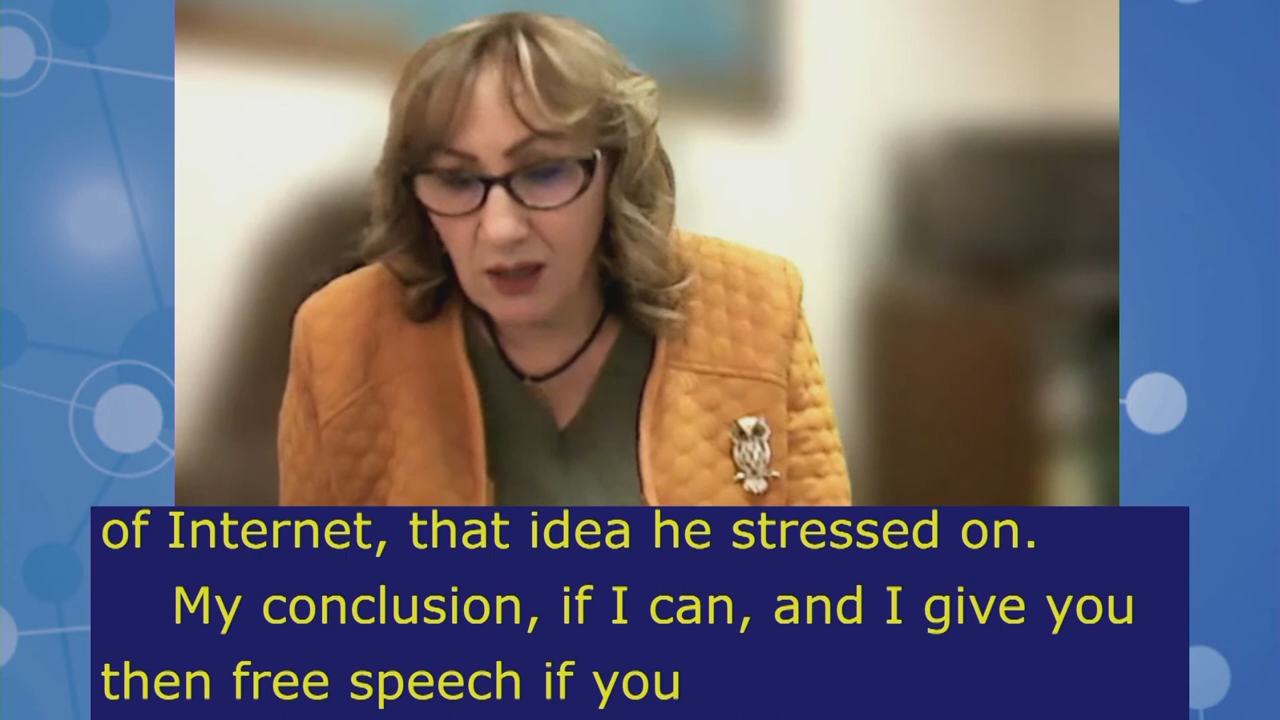 of Internet, that idea he stressed on.
My conclusion, if I can, and I give you
then free speech if you